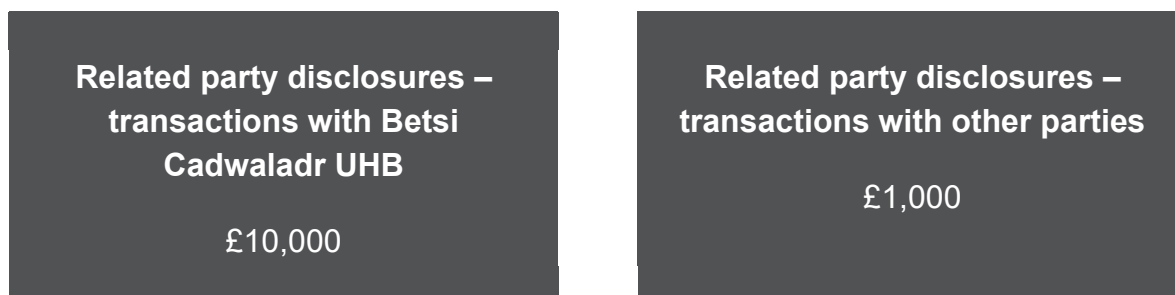 Related party disclosures –
transactions with Betsi
Cadwaladr UHB
£10,000
Related party disclosures –
transactions with other parties
£1,000